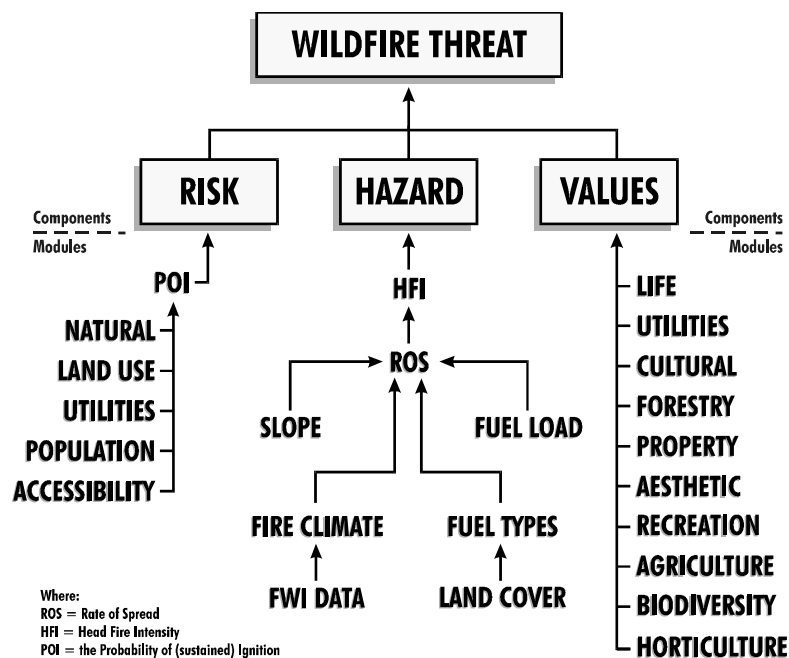 WILDFIRE THREAT
RISK
HAZARD
VALUES
Components
Modules
Components
Modules
POI
NATURAL
LAND USE
UTILITIES
POPULATION
ACCESSIBILITY
HFI
ROS
SLOPE
FUEL LOAD
FIRE CLIMATE
FUEL TYPES
FWI DATA
LAND COVER
LIFE
UTILITIES
CULTURAL
FORESTRY
PROPERTY
AESTHETIC
RECREATION
AGRICULTURE
BIODIVERSITY
HORTICULTURE
Where:
ROS = Rate of Spread
HFI = Head Fire Intensity
POI = the Probability of (sustained) Ignition